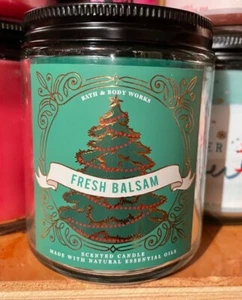 BATH & BODY WORKS
FRESH BALSAM
SCENTED CANDLE
MADE WITH NATURAL ESSENTIAL OILS